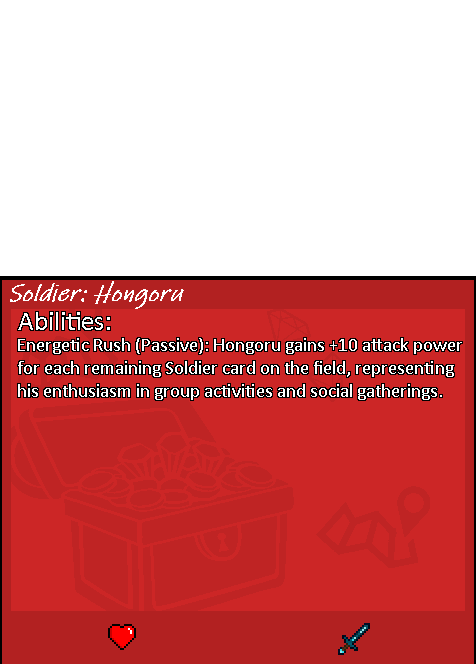 Soldier: Hongoru
Abilities:
Energetic Rush (Passive): Hongoru gains +10 attack power
for each remaining Soldier card on the field, representing
his enthusiasm in group activities and social gatherings.